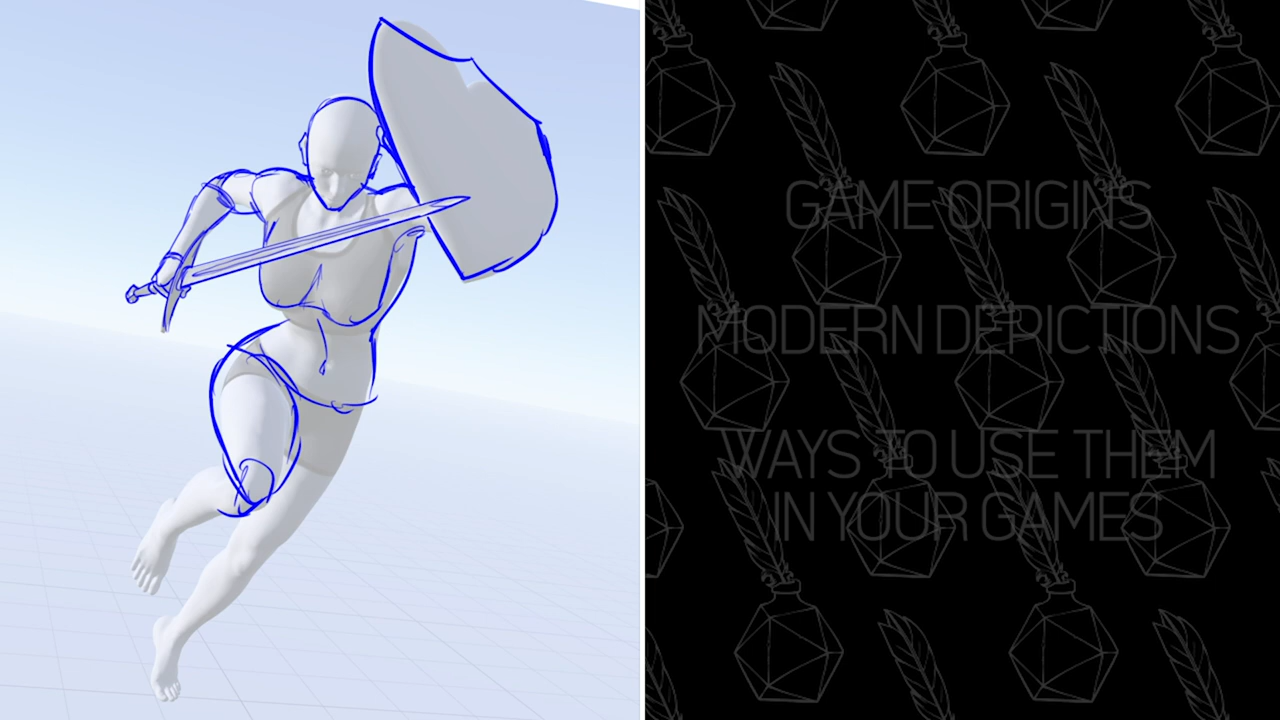 GAME ORIGINS
MODERN DEPICTIONS
WAYS TO USE THEM
IN YOUR GAMES